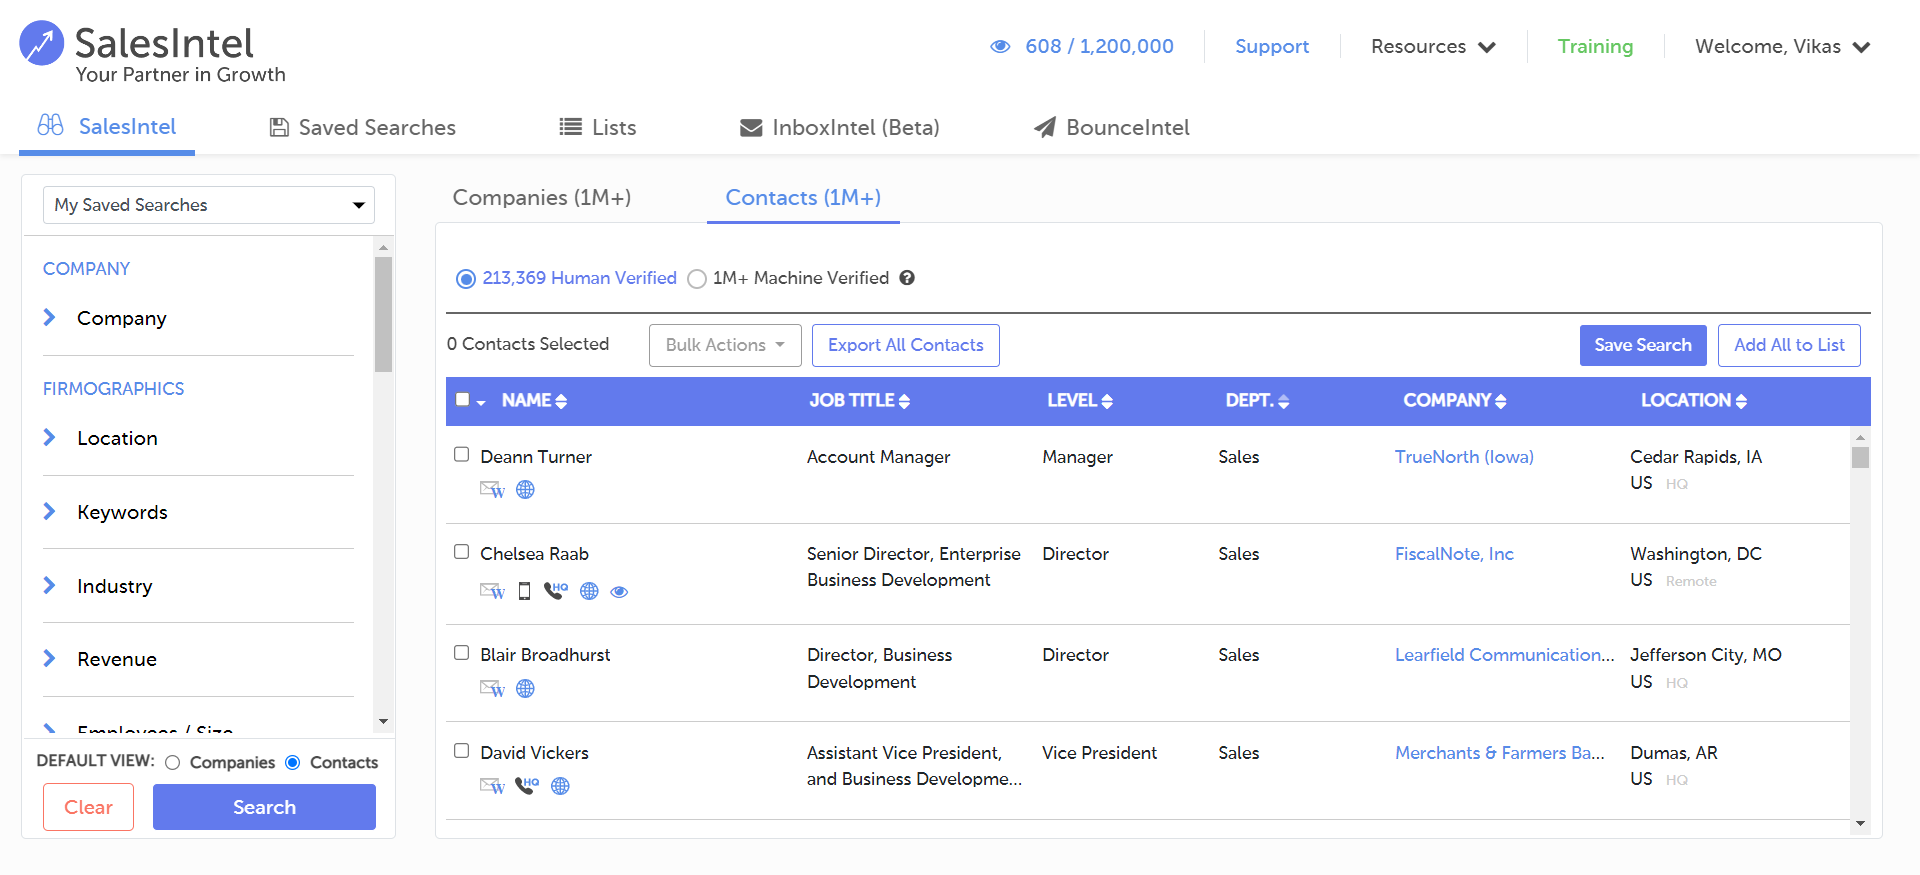 SalesIntel
Your Partner in Growth
608 / 1,200,000
Support
Resources
Training
Welcome, Vikas
SalesIntel
Saved Searches
Lists
InboxIntel (Beta)
BounceIntel
My Saved Searches
COMPANY
Company
FIRMOGRAPHICS
Location
Keywords
Industry
Revenue
Employees / Size
DEFAULT VIEW: Companies Contacts
Clear
Search
Companies (1M+)
Contacts (1M+)
213,369 Human Verified
1M+ Machine Verified ?
0 Contacts Selected
Bulk Actions
Export All Contacts
Save Search
Add All to List
NAME JOB TITLE LEVEL DEPT. COMPANY LOCATION
Deann Turner Account Manager Manager Sales TrueNorth (Iowa) Cedar Rapids, IA
W US HQ
Chelsea Raab Senior Director, Enterprise Director Sales FiscalNote, Inc Washington, DC
Business Development US Remote
W HQ
Blair Broadhurst Director, Business Director Sales Learfield Communication... Jefferson City, MO
Development US HQ
W
David Vickers Assistant Vice President, Vice President Sales Merchants & Farmers Ba... Dumas, AR
and Business Developme... US HQ
W HQ